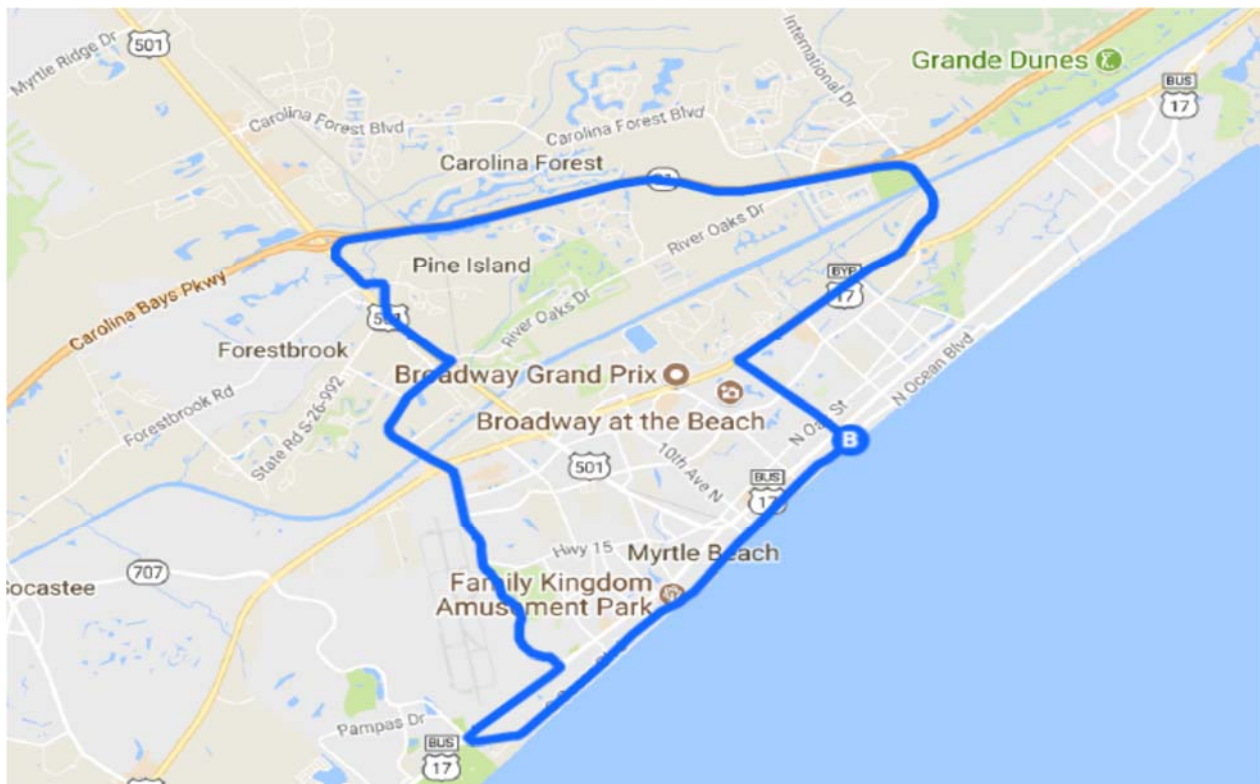 Myrtle Ridge Dr
501
International Dr
Grande Dunes
BUS
17
Carolina Forest Blvd
Carolina Forest Blvd
Carolina Forest
River Oaks Dr
Pine Island
BYP
17
Carolina Bays Pkwy
501
Forestbrook
River Oaks Dr
N Ocean Blvd
Broadway Grand Prix
Forestbrook Rd
State Rd S-26-992
Broadway at the Beach
B
501
10th Ave N
BUS
17
Hwy 15
Myrtle Beach
707
Socastee
Family Kingdom
Amusement Park
Pampas Dr
BUS
17